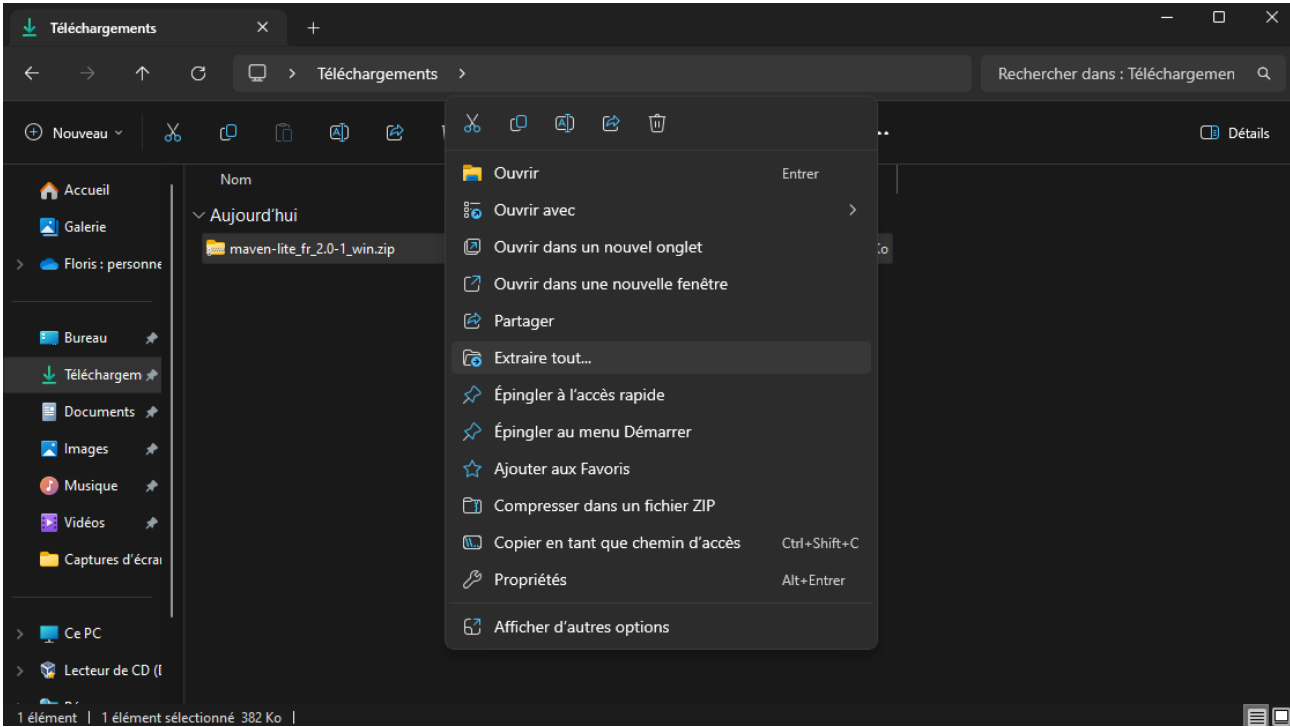 Téléchargements
Téléchargements
Rechercher dans : Téléchargemen
Nouveau
Détails
Accueil
Galerie
Floris : personne
Bureau
Téléchargem
Documents
Images
Musique
Vidéos
Captures d'écra
Ce PC
Lecteur de CD (
Nom
Aujourd'hui
maven-lite_fr_2.0-1_win.zip
Ko
Ouvrir Entrer
Ouvrir avec
Ouvrir dans un nouvel onglet
Ouvrir dans une nouvelle fenêtre
Partager
Extraire tout...
Épingler à l'accès rapide
Épingler au menu Démarrer
Ajouter aux Favoris
Compresser dans un fichier ZIP
Copier en tant que chemin d'accès Ctrl+Shift+C
Propriétés Alt+Entrer
Afficher d'autres options
1 élément | 1 élément sélectionné 382 Ko |